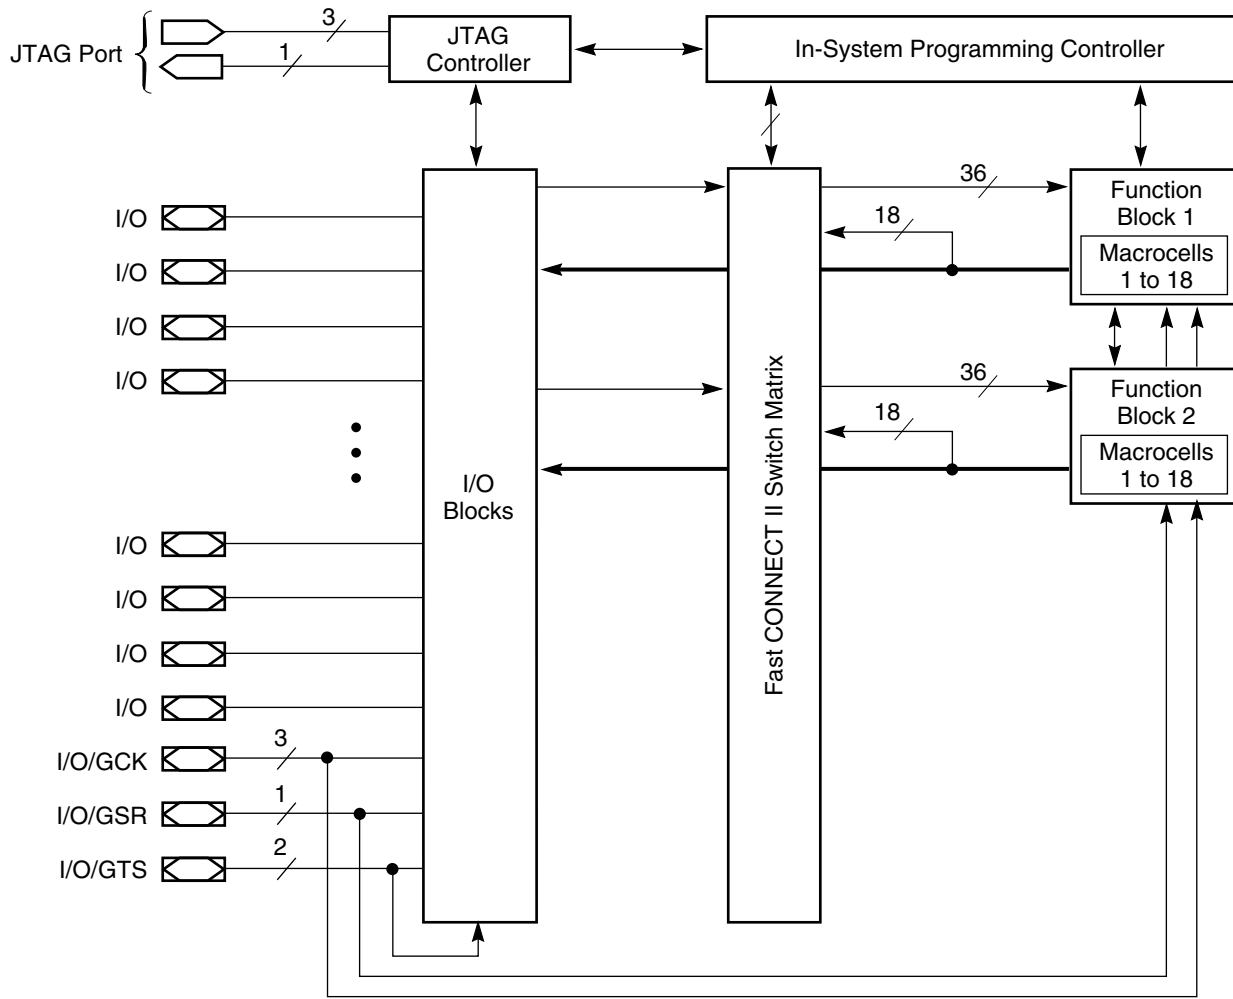 3
JTAG Port
1
JTAG
Controller
In-System Programming Controller
I/O
I/O
I/O
I/O
I/O
Blocks
Fast CONNECT II Switch Matrix
36
18
Function
Block 1
Macrocells
1 to 18
36
18
Function
Block 2
Macrocells
1 to 18
I/O
I/O
I/O
I/O
I/O/GCK
3
I/O/GSR
1
I/O/GTS
2